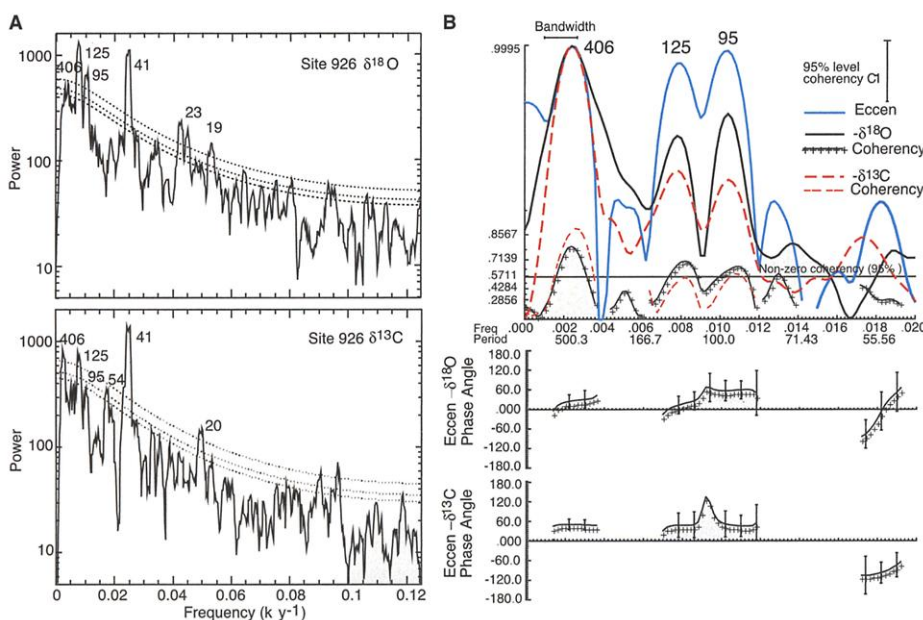 A
Site 926 δ18O
1000
100
10
Power
406
125
95
41
23
19
Site 926 δ13C
1000
100
10
Power
406
125
95
54
41
20
0 0.02 0.04 0.06 0.08 0.1 0.12
Frequency (k y-1)
B
Bandwidth
406
125
95
.9995
.8567
.7139
.5711
.4284
.2856
95% level
coherency C1
Eccen
-δ18O
Coherency
-δ13C
Coherency
Non-zero coherency (95% )
Freq .000 .002 .004 .006 .008 .010 .012 .014 .016 .018 .020
Period 500.3 166.7 100.0 71.43 55.56
Eccen -δ18O
Phase Angle
180.0
120.0
60.0
.000
-60.0
-120.0
-180.0
Eccen -δ13C
Phase Angle
180.0
120.0
60.0
.000
-60.0
-120.0
-180.0